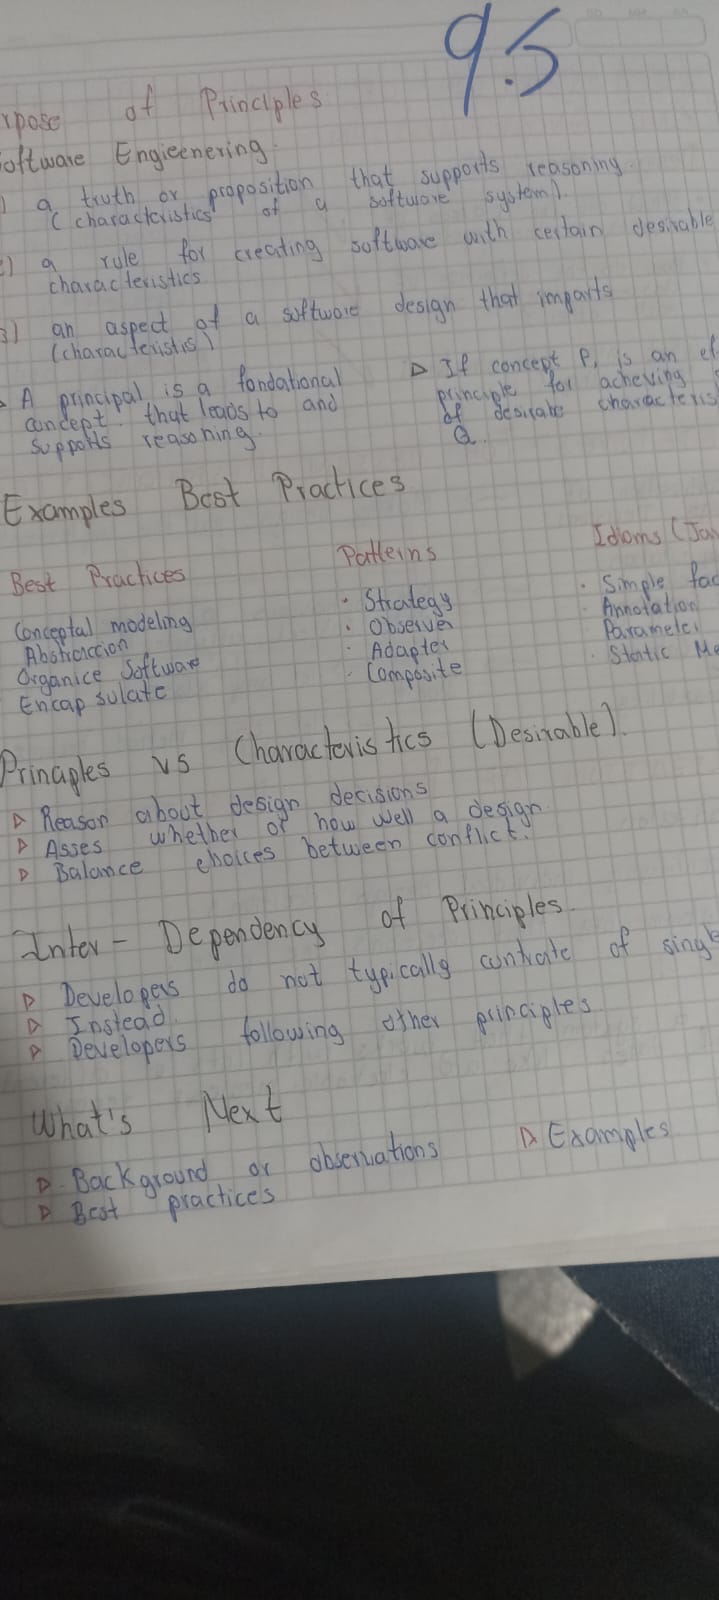 9.5
rpose of Principles
oftware Engieenering.
) a truth or proposition that supports reasoning.
(characteristics of a software system).
2) a rule for creating software with certain desirable
characteristics
3) an aspect of a software design that imparts
(characteristis)
A principal is a fondational
concept. that leads to and
supports reasoning.
▷ If concept P, is an ef
principle for acheving
of desirate characteris
Q.
Examples Best Practices
Best Practices
Conceptal modeling
Abstraccion
Organice Software
Encapsulate
Patterns
· Strategy
· Observer
· Adapter
· Composite
Idioms (Jav
· Simple fac
· Annotation
Parameter
· Static Me
Prinaples vs Characteristics (Desirable).
▷ Reason about design decisions
▷ Asses whether or how well a design.
▷ Balance choices between conflict.
Inter - Dependency of Principles.
▷ Developers do not typically contrate of single
▷ Instead.
▷ Developers following other principles
What's Next
▷ Background or observations
▷ Best practices
▷ Examples